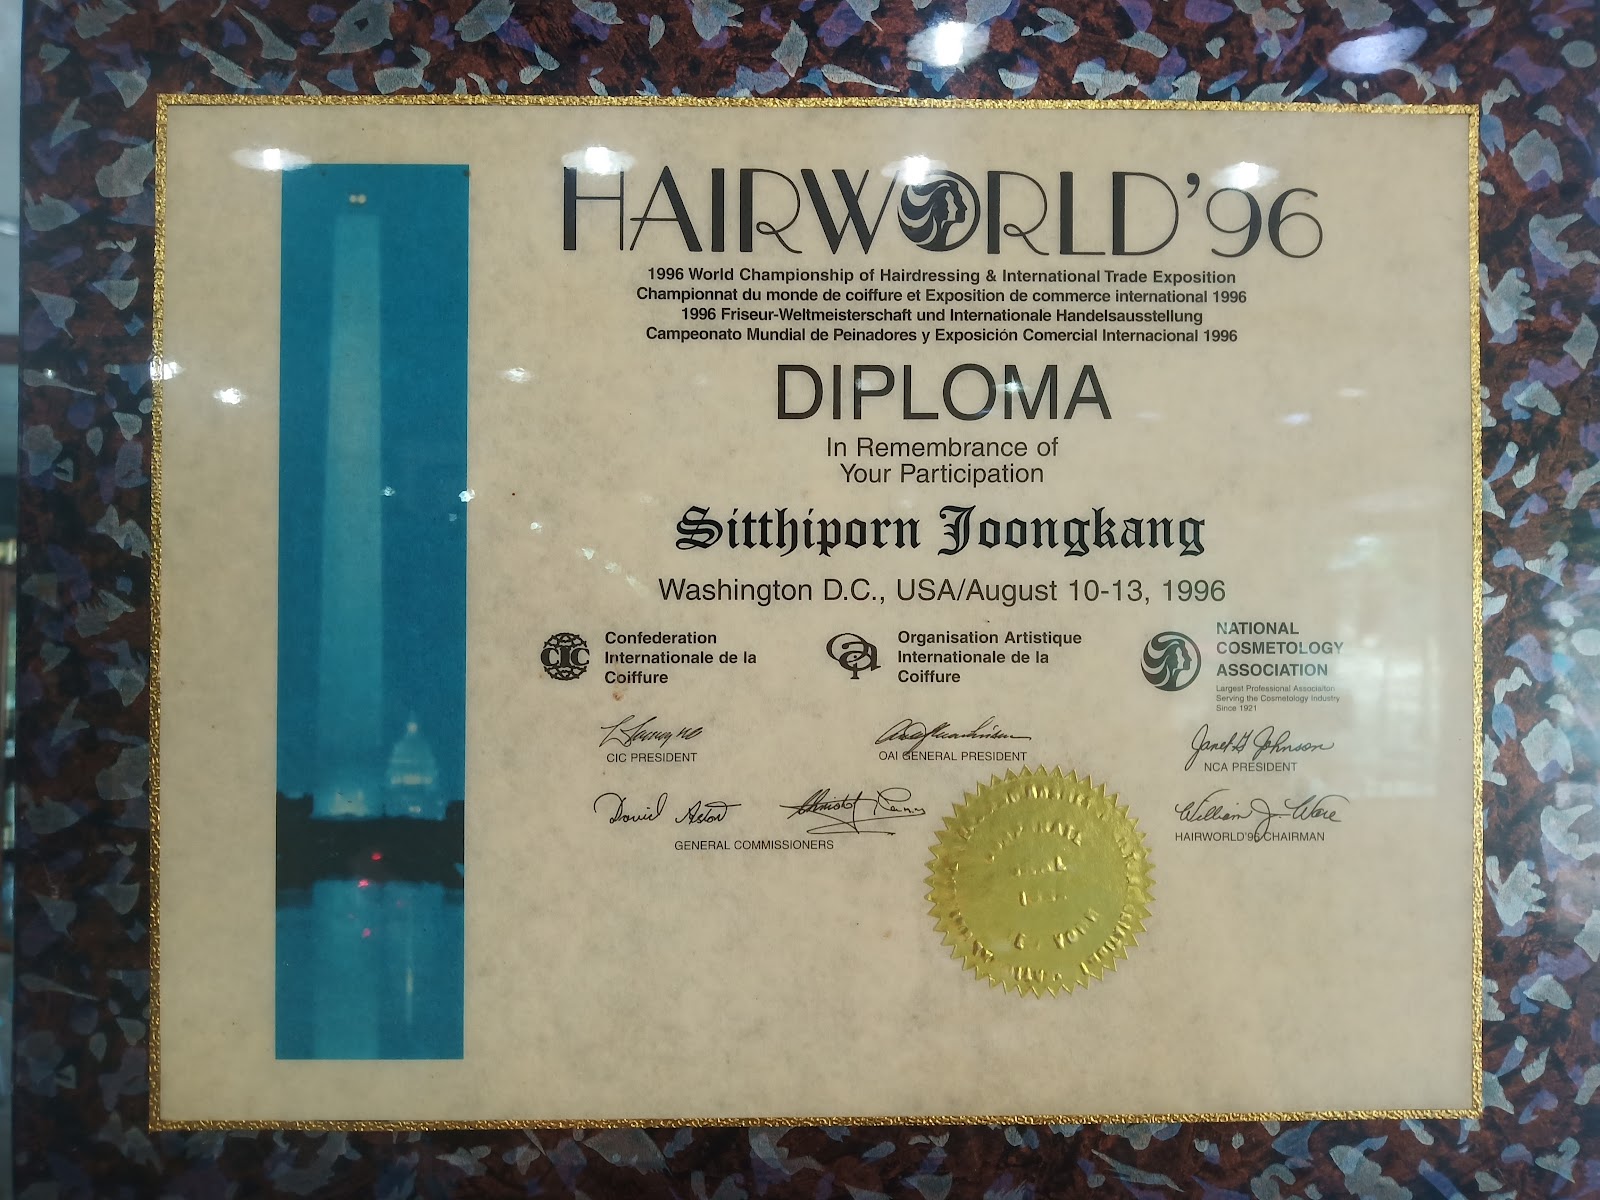 HAIRWORLD'96
1996 World Championship of Hairdressing & International Trade Exposition
Championnat du monde de coiffure et Exposition de commerce international 1996
1996 Friseur-Weltmeisterschaft und Internationale Handelsausstellung
Campeonato Mundial de Peinadores y Exposición Comercial Internacional 1996
DIPLOMA
In Remembrance of
Your Participation
Sitthiporn Joongkang
Washington D.C., USA/August 10-13, 1996
CIC
Confederation
Internationale de la
Coiffure
OAI
Organisation Artistique
Internationale de la
Coiffure
NATIONAL
COSMETOLOGY
ASSOCIATION
Largest Professional Associaiton
Serving the Cosmetology Industry
Since 1921
CIC PRESIDENT
OAI GENERAL PRESIDENT
Janet G Johnson
NCA PRESIDENT
David Aston
GENERAL COMMISSIONERS
William J. Ware
HAIRWORLD'96 CHAIRMAN